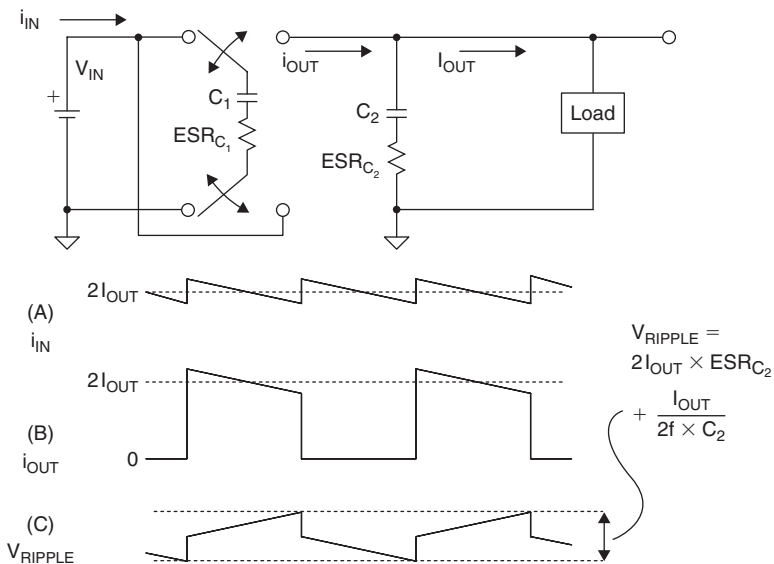 iIN
VIN
+
C1
ESRC1
iOUT
IOUT
C2
ESRC2
Load
(A)
iIN
2IOUT
(B)
iOUT
2IOUT
0
(C)
VRIPPLE
VRIPPLE =
2IOUT × ESRC2
+ IOUT
2f × C2